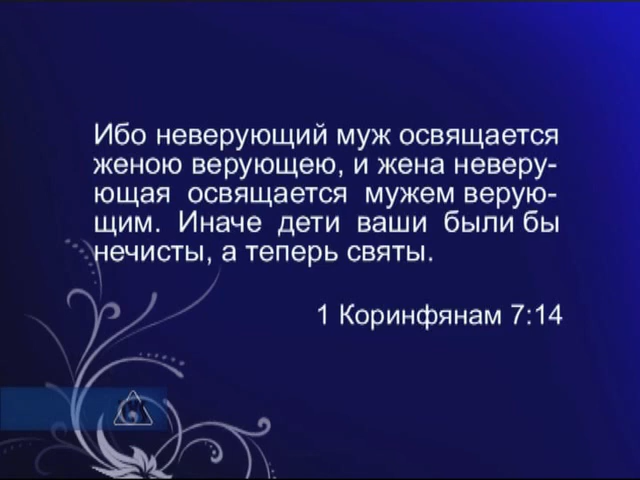 Ибо неверующий муж освящается
женою верующею, и жена неверу-
ющая освящается мужем верую-
щим. Иначе дети ваши были бы
нечисты, а теперь святы.
1 Коринфянам 7:14